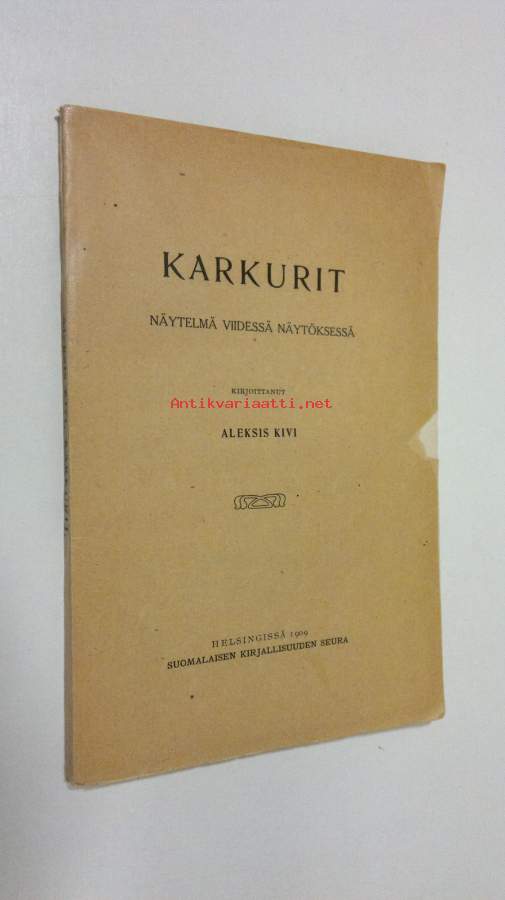 KARKURIT
NÄYTELMÄ VIIDESSÄ NÄYTÖKSESSÄ
KIRJOITTANUT
Antikvariaatti.net
ALEKSIS KIVI
HELSINGISSÄ 1909
SUOMALAISEN KIRJALLISUUDEN SEURA